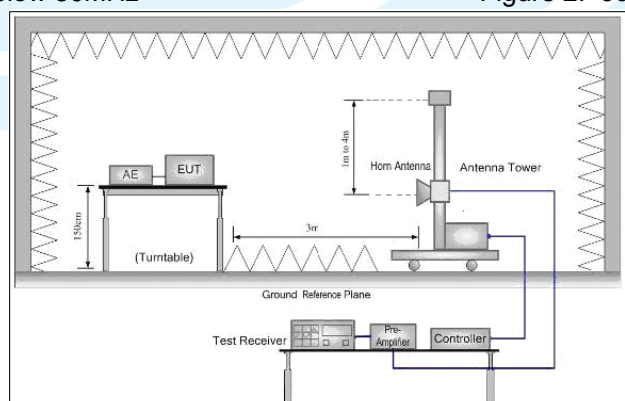 1m to 4m
Horn Antenna
Antenna Tower
AE
EUT
150cm
3m
(Turntable)
Ground Reference Plane
Test Receiver
Pre-
Amplifier
Controller